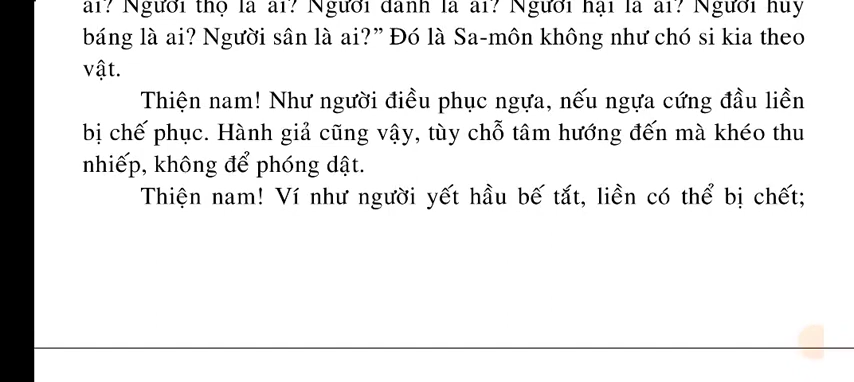 ai? Người thọ là ai? Người đánh là ai? Người hại là ai? Người hủy
báng là ai? Người sân là ai?” Đó là Sa-môn không như chó si kia theo
vật.
Thiện nam! Như người điều phục ngựa, nếu ngựa cứng đầu liền
bị chế phục. Hành giả cũng vậy, tùy chỗ tâm hướng đến mà khéo thu
nhiếp, không để phóng dật.
Thiện nam! Ví như người yết hầu bế tắt, liền có thể bị chết;